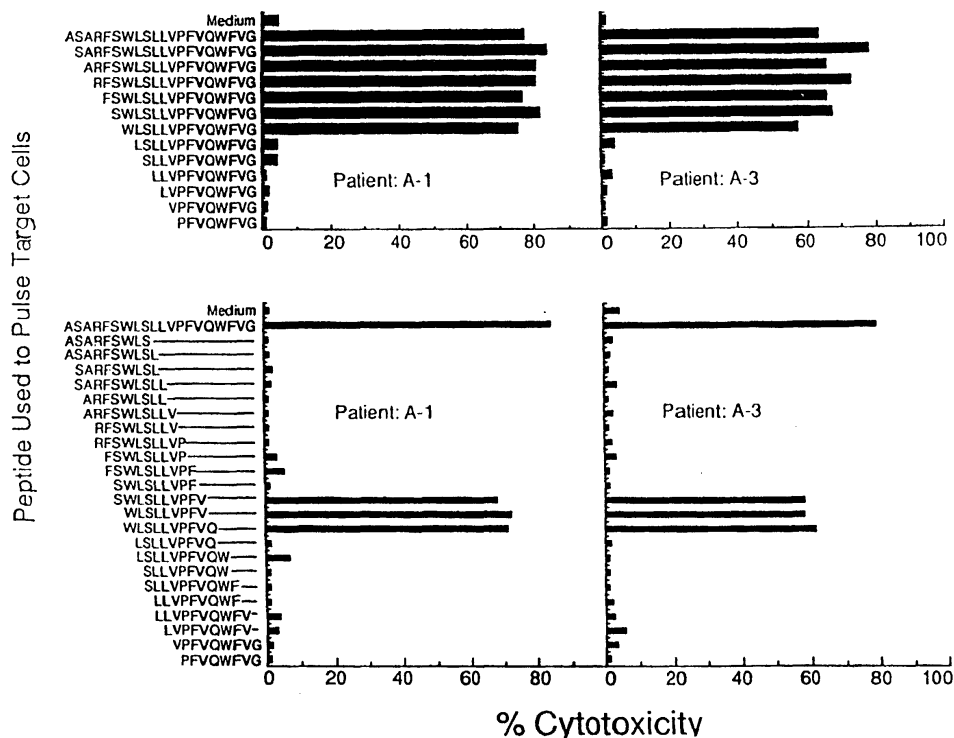 Peptide Used to Pulse Target Cells
Medium
ASARFSWLSLLVPFVQWFVG
SARFSWLSLLVPFVQWFVG
ARFSWLSLLVPFVQWFVG
RFSWLSLLVPFVQWFVG
FSWLSLLVPFVQWFVG
SWLSLLVPFVQWFVG
WLSLLVPFVQWFVG
LSLLVPFVQWFVG
SLLVPFVQWFVG
LLVPFVQWFVG
LVPFVQWFVG
VPFVQWFVG
PFVQWFVG
Patient: A-1
Patient: A-3
0 20 40 60 80
0 20 40 60 80 100
Medium
ASARFSWLSLLVPFVQWFVG
ASARFSWLS
ASARFSWLSL
SARFSWLSL
SARFSWLSLL
ARFSWLSLL
ARFSWLSLLV
RFSWLSLLV
RFSWLSLLVP
FSWLSLLVP
FSWLSLLVPF
SWLSLLVPF
SWLSLLVPFV
WLSLLVPFV
WLSLLVPFVQ
LSLLVPFVQ
LSLLVPFVQW
SLLVPFVQW
SLLVPFVQWF
LLVPFVQWF
LLVPFVQWFV
LVPFVQWFV
VPFVQWFVG
PFVQWFVG
Patient: A-1
Patient: A-3
0 20 40 60 80
0 20 40 60 80 100
% Cytotoxicity